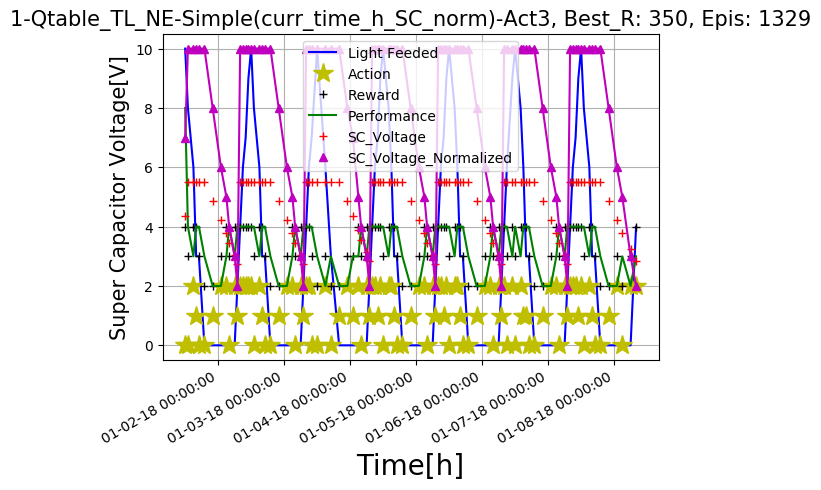 1-Qtable_TL_NE-Simple(curr_time_h_SC_norm)-Act3, Best_R: 350, Epis: 1329
Super Capacitor Voltage[V]
10
8
6
4
2
0
Light Feeded
Action
Reward
Performance
SC_Voltage
SC_Voltage_Normalized
01-02-18 00:00:00
01-03-18 00:00:00
01-04-18 00:00:00
01-05-18 00:00:00
01-06-18 00:00:00
01-07-18 00:00:00
01-08-18 00:00:00
Time[h]